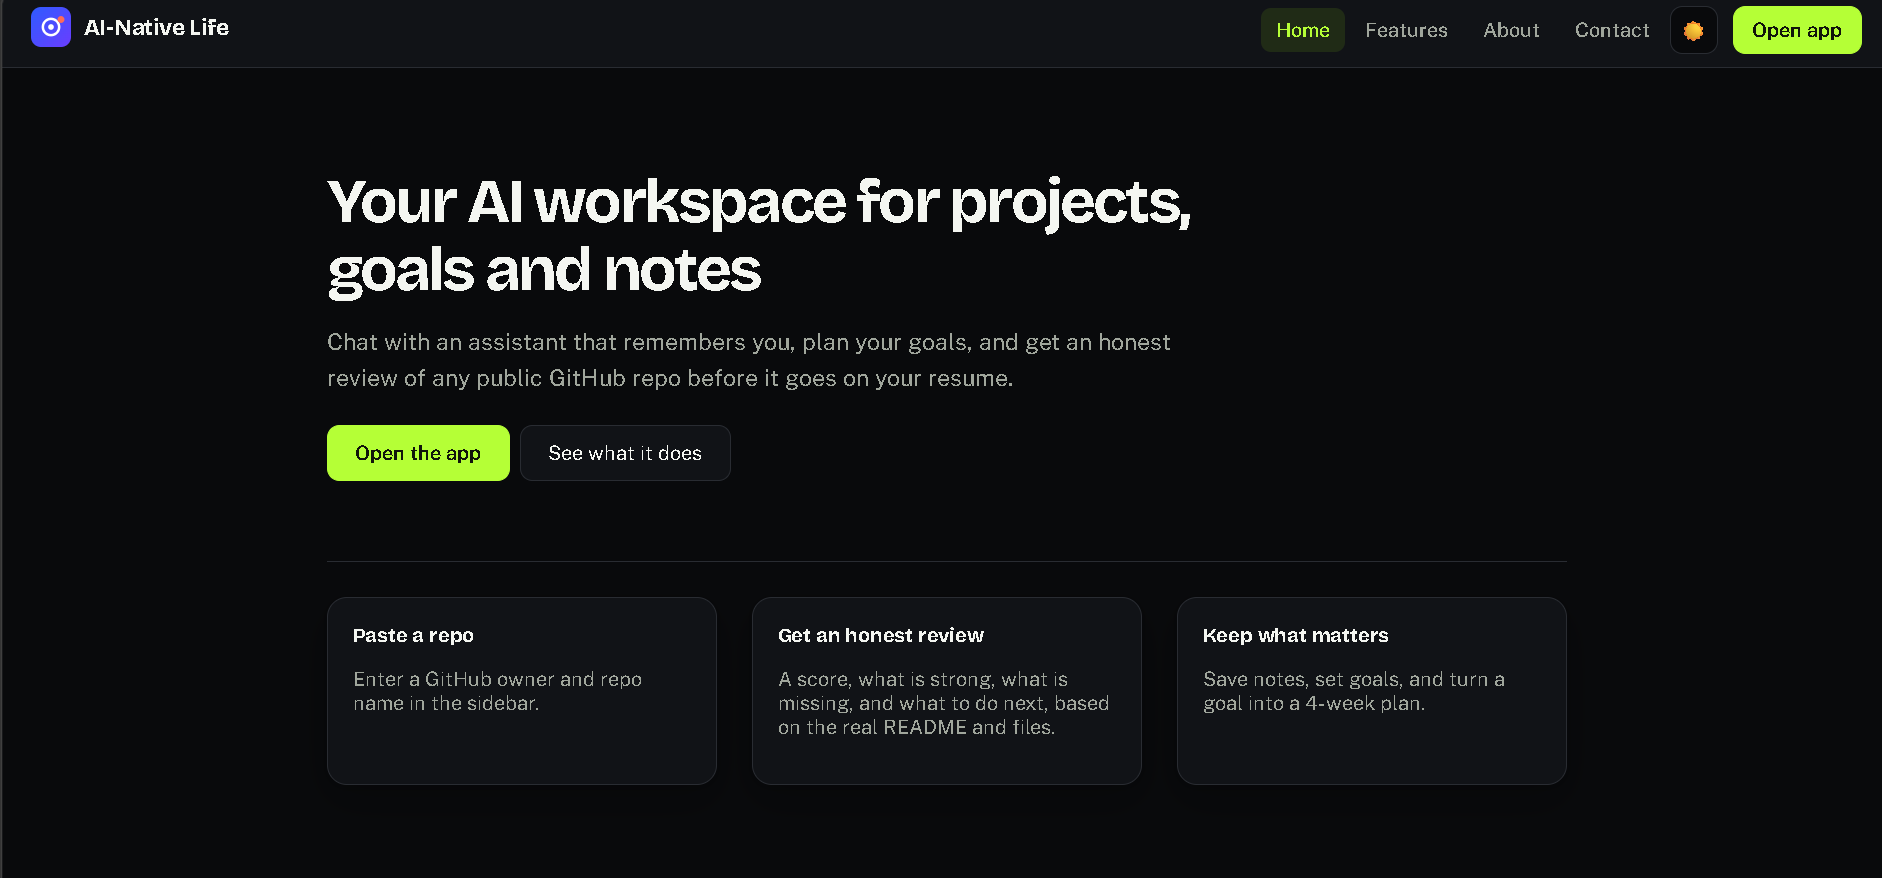 AI-Native Life
Home
Features
About
Contact
Open app
Your AI workspace for projects,
goals and notes
Chat with an assistant that remembers you, plan your goals, and get an honest
review of any public GitHub repo before it goes on your resume.
Open the app
See what it does
Paste a repo
Enter a GitHub owner and repo
name in the sidebar.
Get an honest review
A score, what is strong, what is
missing, and what to do next, based
on the real README and files.
Keep what matters
Save notes, set goals, and turn a
goal into a 4-week plan.